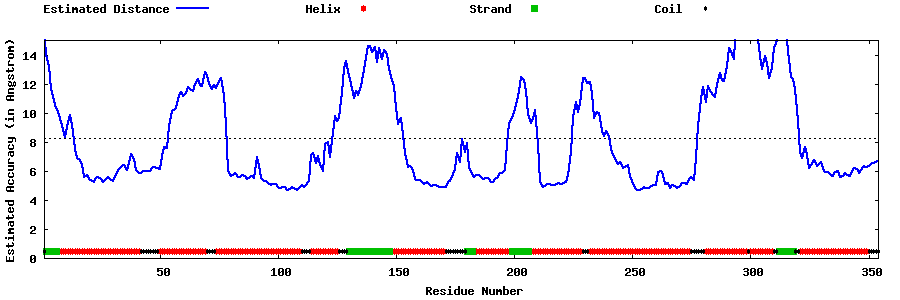 Estimated Distance Helix Strand Coil
Estimated Accuracy (in Angstrom)
14
12
10
8
6
4
2
0
50 100 150 200 250 300 350
Residue Number